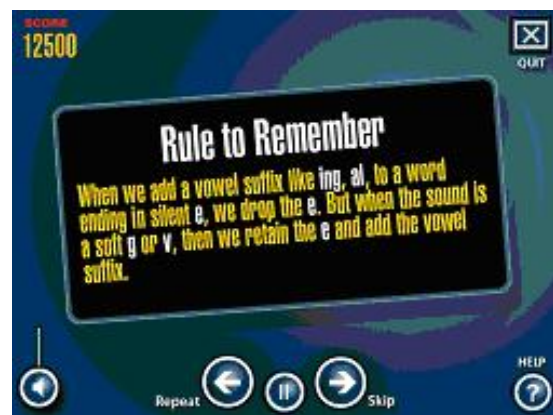 SCORE
12500
QUIT
Rule to Remember
When we add a vowel suffix like ing, al, to a word
ending in silent e, we drop the e. But when the sound is
a soft g or v, then we retain the e and add the vowel
suffix.
HELP
Repeat
Skip
?